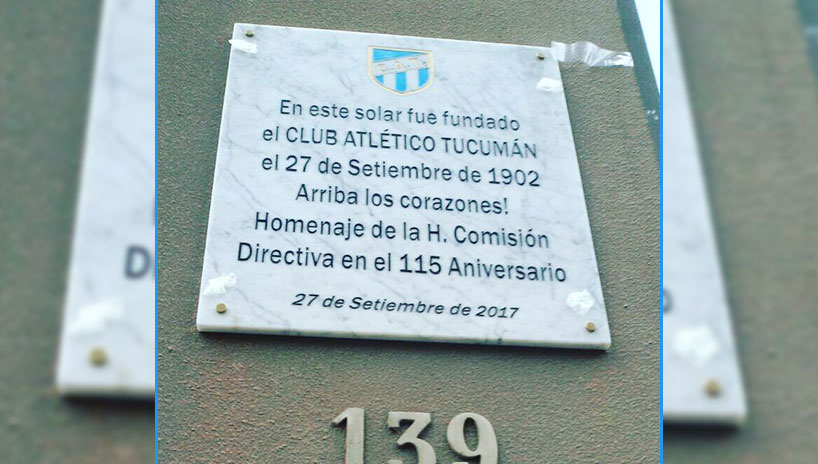 C.A.T.
En este solar fué fundado
el CLUB ATLÉTICO TUCUMÁN
el 27 de Setiembre de 1902
Arriba los corazones!
Homenaje de la H. Comisión
Directiva en el 115 Aniversario
27 de Setiembre de 2017
139